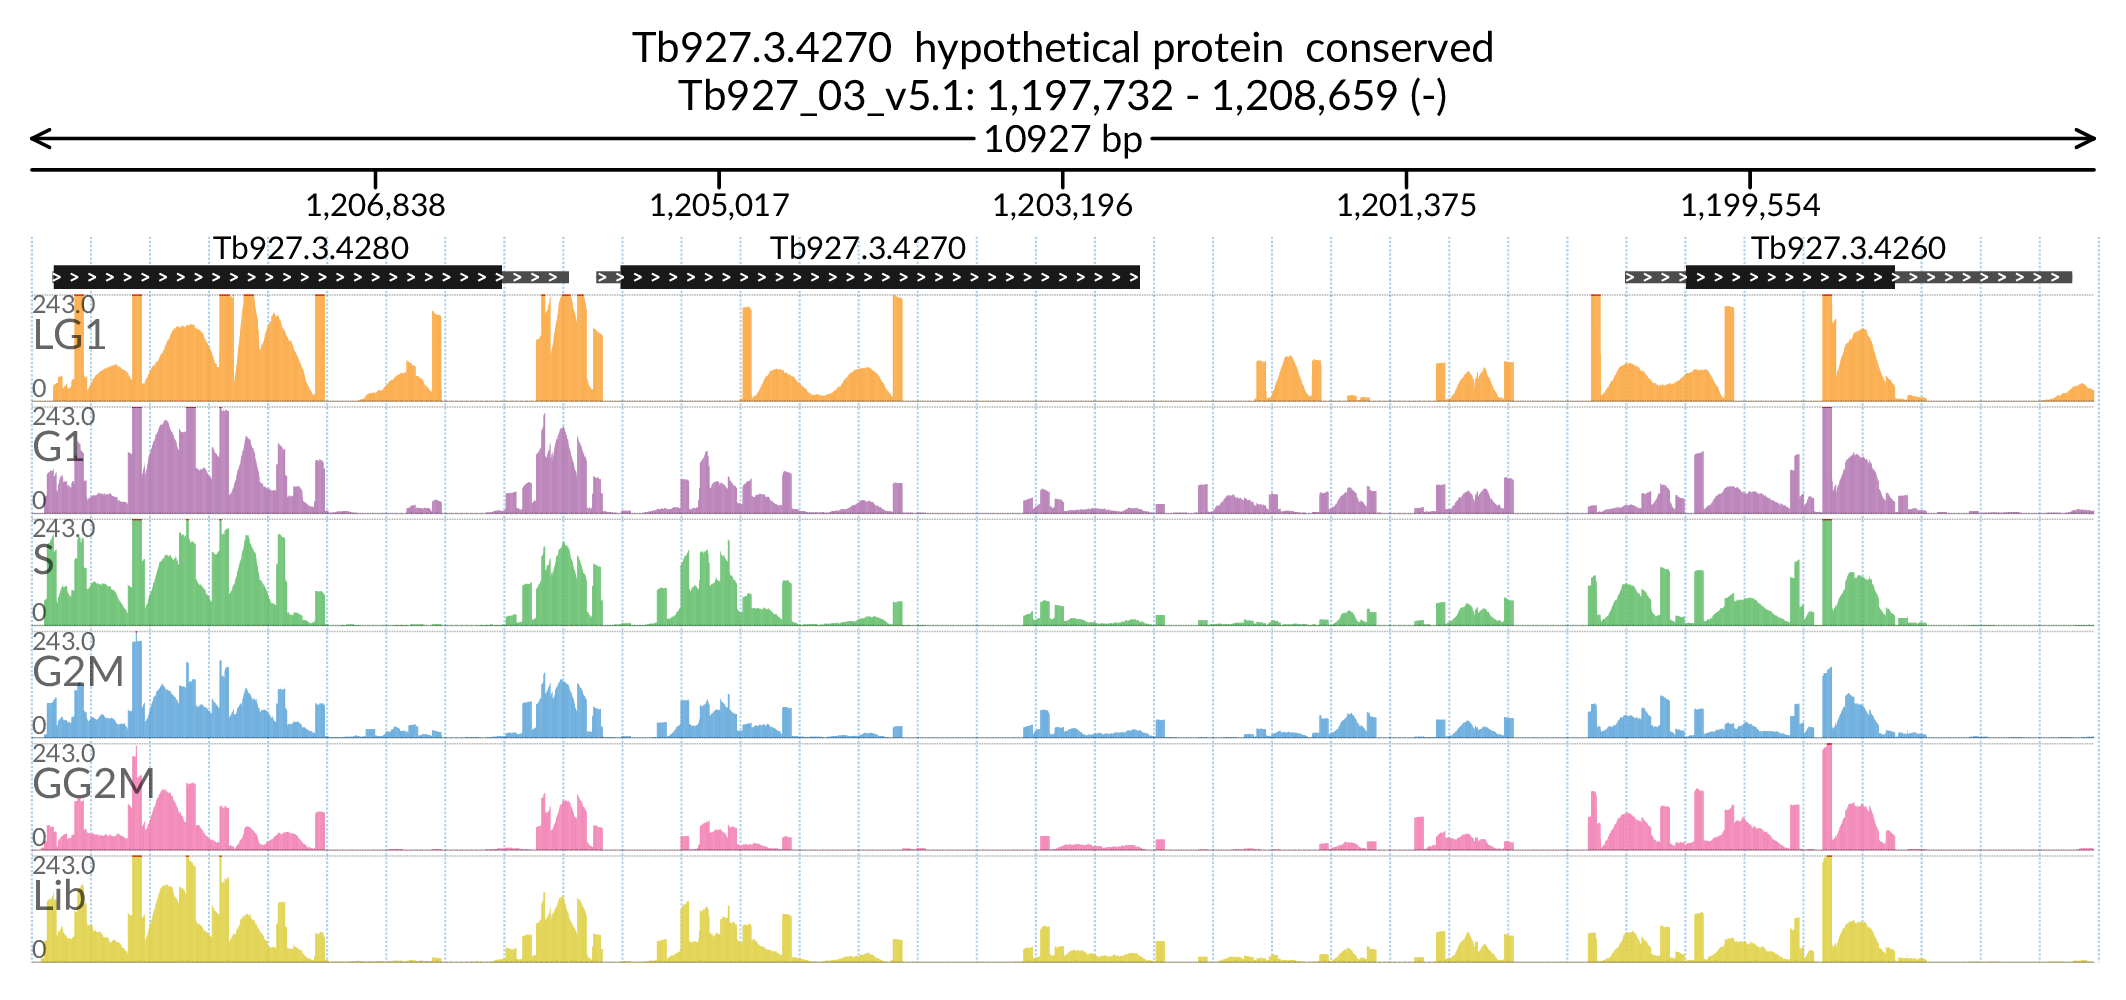 Tb927.3.4270  hypothetical protein  conserved
Tb927_03_v5.1: 1,197,732 - 1,208,659 (-)
10927 bp
1,206,838 1,205,017 1,203,196 1,201,375 1,199,554
Tb927.3.4280 Tb927.3.4270 Tb927.3.4260
243.0
LG1
0
243.0
G1
0
243.0
S
0
243.0
G2M
0
243.0
GG2M
0
243.0
Lib
0